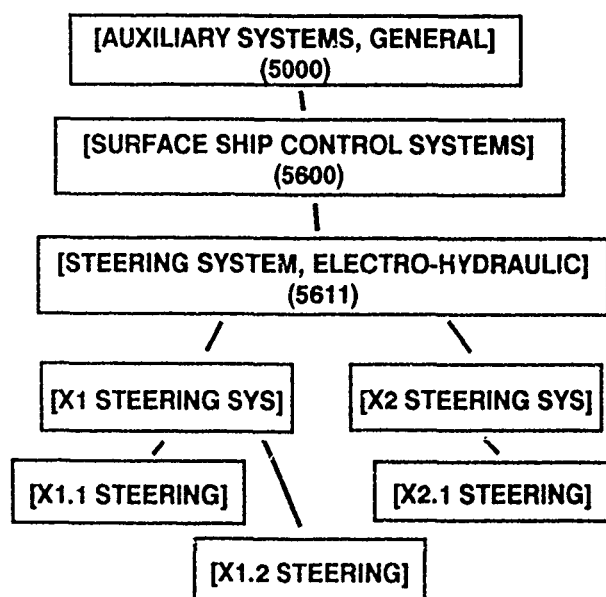 [AUXILIARY SYSTEMS, GENERAL]
(5000)
[SURFACE SHIP CONTROL SYSTEMS]
(5600)
[STEERING SYSTEM, ELECTRO-HYDRAULIC]
(5611)
[X1 STEERING SYS]
[X2 STEERING SYS]
[X1.1 STEERING]
[X2.1 STEERING]
[X1.2 STEERING]